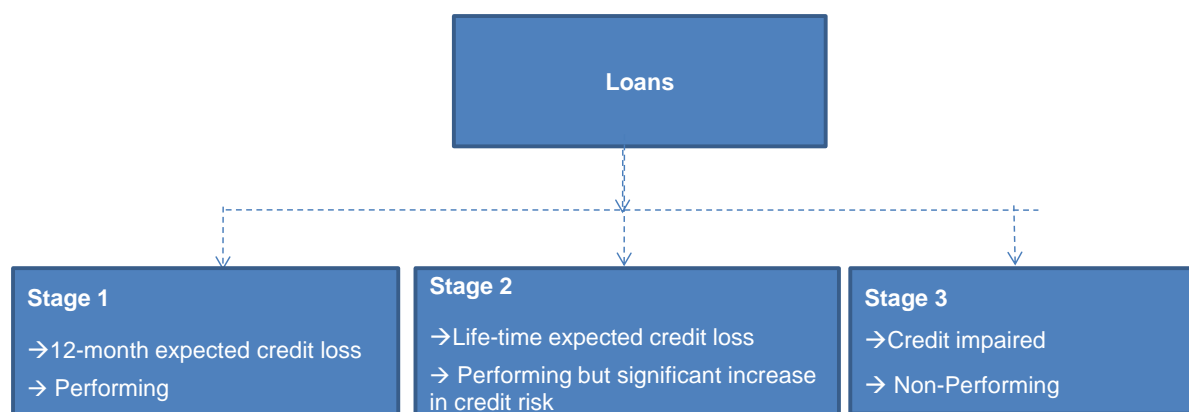 Loans
Stage 1
→12-month expected credit loss
→ Performing
Stage 2
→Life-time expected credit loss
→ Performing but significant increase
in credit risk
Stage 3
→Credit impaired
→ Non-Performing